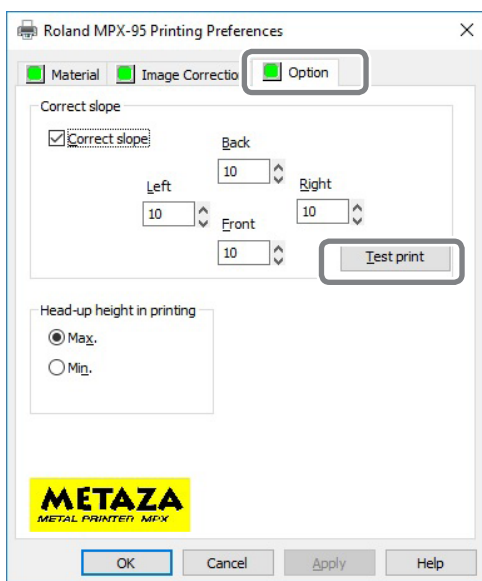 Roland MPX-95 Printing Preferences
Material Image Correctio Option
Correct slope
Correct slope
Back
10
Left
Right
10
10
Front
10
Test print
Head-up height in printing
Max.
Min.
METAZA
METAL PRINTER MPX
OK Cancel Apply Help